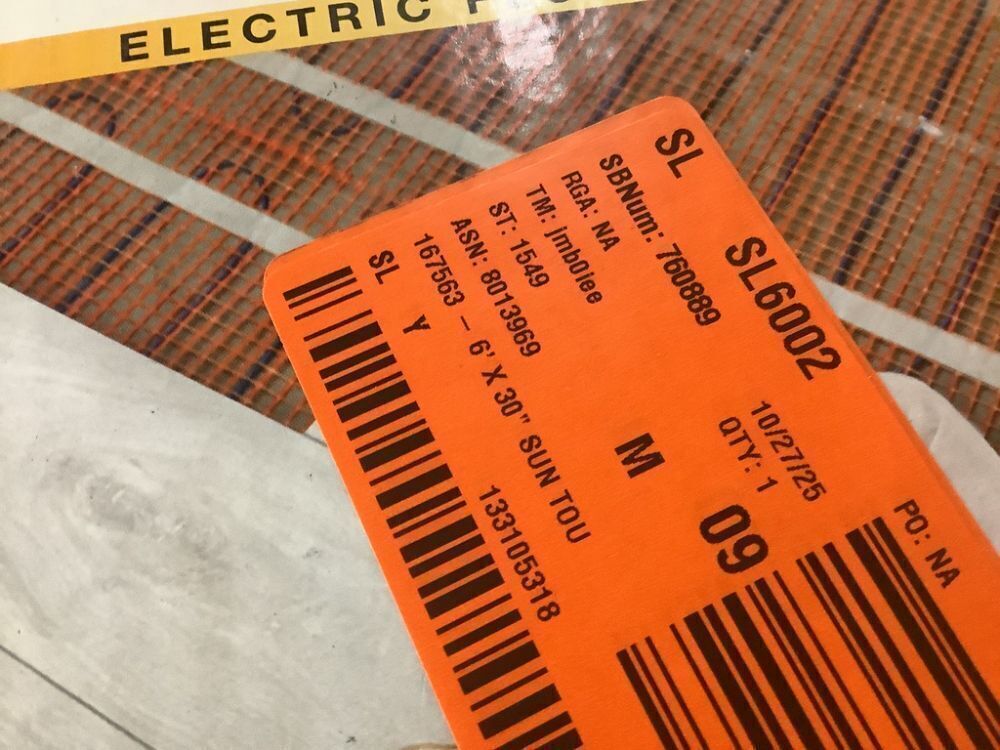 ELECTRIC
SL SL6002
SBNum: 760889 10/27/25 PO: NA
RGA: NA QTY: 1
TM: jmb0lee
ST: 1549 M 09
ASN: 8013969
167563 – 6' X 30" SUN TOU
SL Y 133105318